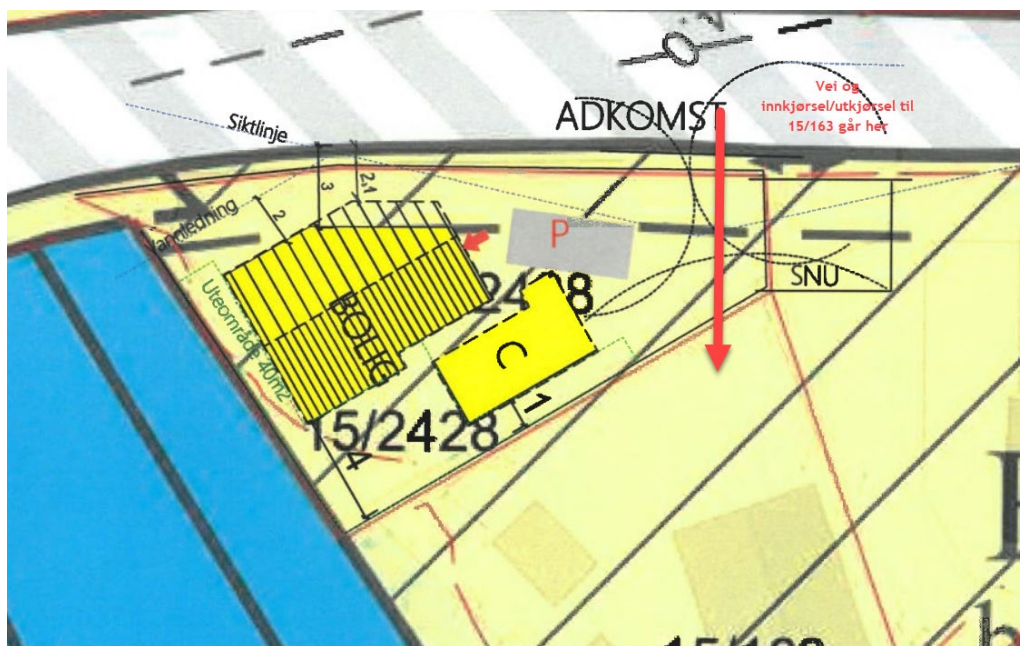 Vei og
innkjørsel/utkjørsel til
15/163 går her
ADKOMST
Siktlinje
3
2.1
2
Vannledning
P
SNU
BOLIG
Uteområde 40m2
C
1
15/2428
4